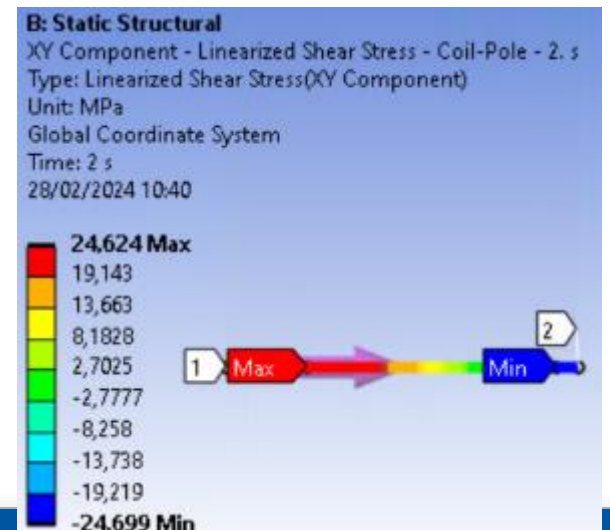 B: Static Structural
XY Component - Linearized Shear Stress - Coil-Pole - 2. s
Type: Linearized Shear Stress(XY Component)
Unit: MPa
Global Coordinate System
Time: 2 s
28/02/2024 10:40
24,624 Max
19,143
13,663
8,1828
2,7025
-2,7777
-8,258
-13,738
-19,219
-24,699 Min
1
Max
Min
2